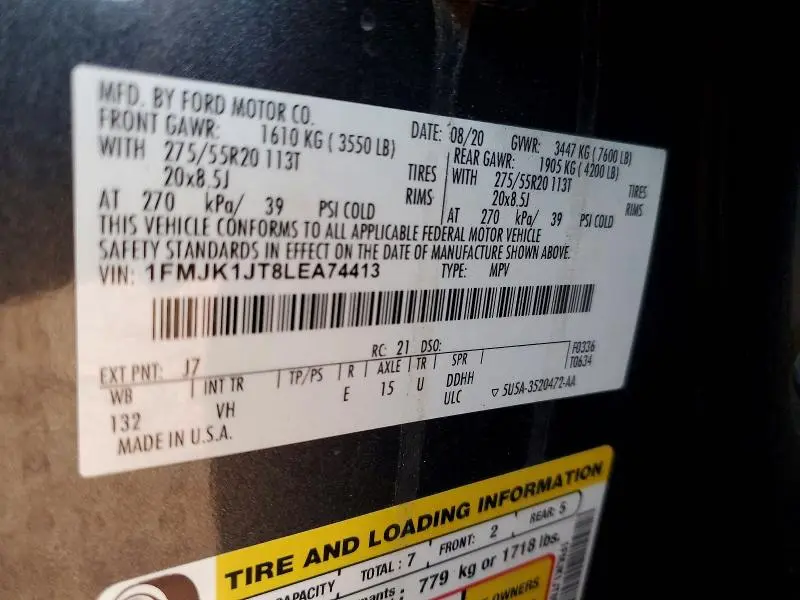 MFD. BY FORD MOTOR CO.
DATE: 08/20 GVWR: 3447 KG ( 7600 LB)
FRONT GAWR: 1610 KG ( 3550 LB) REAR GAWR: 1905 KG ( 4200 LB)
WITH 275/55R20 113T TIRES WITH 275/55R20 113T TIRES
20x8.5J RIMS 20x8.5J RIMS
AT 270 kPa/ 39 PSI COLD AT 270 kPa/ 39 PSI COLD
THIS VEHICLE CONFORMS TO ALL APPLICABLE FEDERAL MOTOR VEHICLE
SAFETY STANDARDS IN EFFECT ON THE DATE OF MANUFACTURE SHOWN ABOVE.
VIN: 1FMJK1JT8LEA74413 TYPE: MPV
F0336
EXT PNT: J7 RC: 21 DSO: T0634
WB INT TR TP/PS R AXLE TR SPR
132 VH E 15 U DDHH
ULC 5U5A-3520472-AA
MADE IN U.S.A.
TIRE AND LOADING INFORMATION
CAPACITY TOTAL: 7 FRONT: 2 REAR: 5
779 kg or 1718 lbs.
OWNERS